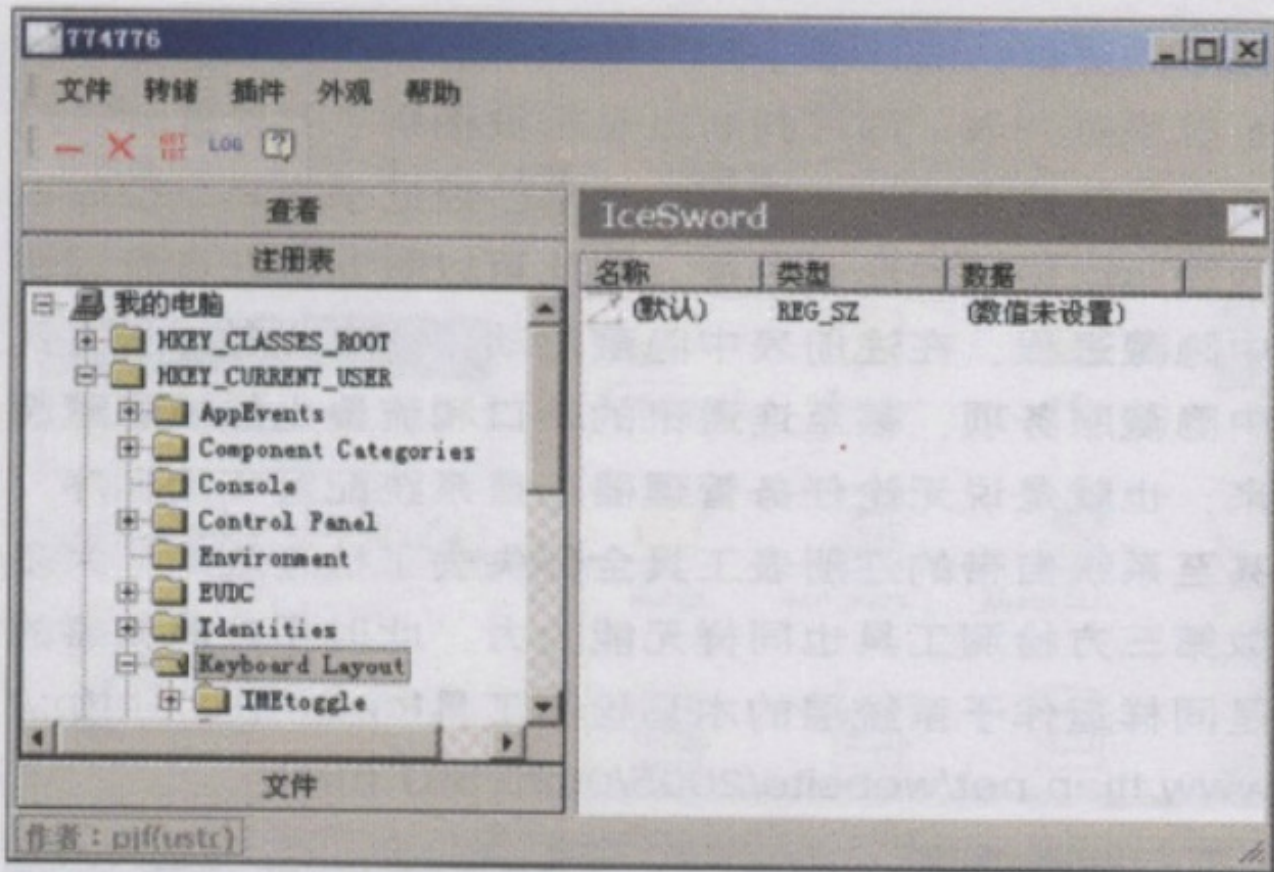 774776
文件 转储 插件 外观 帮助
LOG
查看
注册表
我的电脑
HKEY_CLASSES_ROOT
HKEY_CURRENT_USER
AppEvents
Component Categories
Console
Control Panel
Environment
EUDC
Identities
Keyboard Layout
IMEtoggle
文件
IceSword
名称 类型 数据
(默认) REG_SZ (数值未设置)
作者：pjf(ustc)